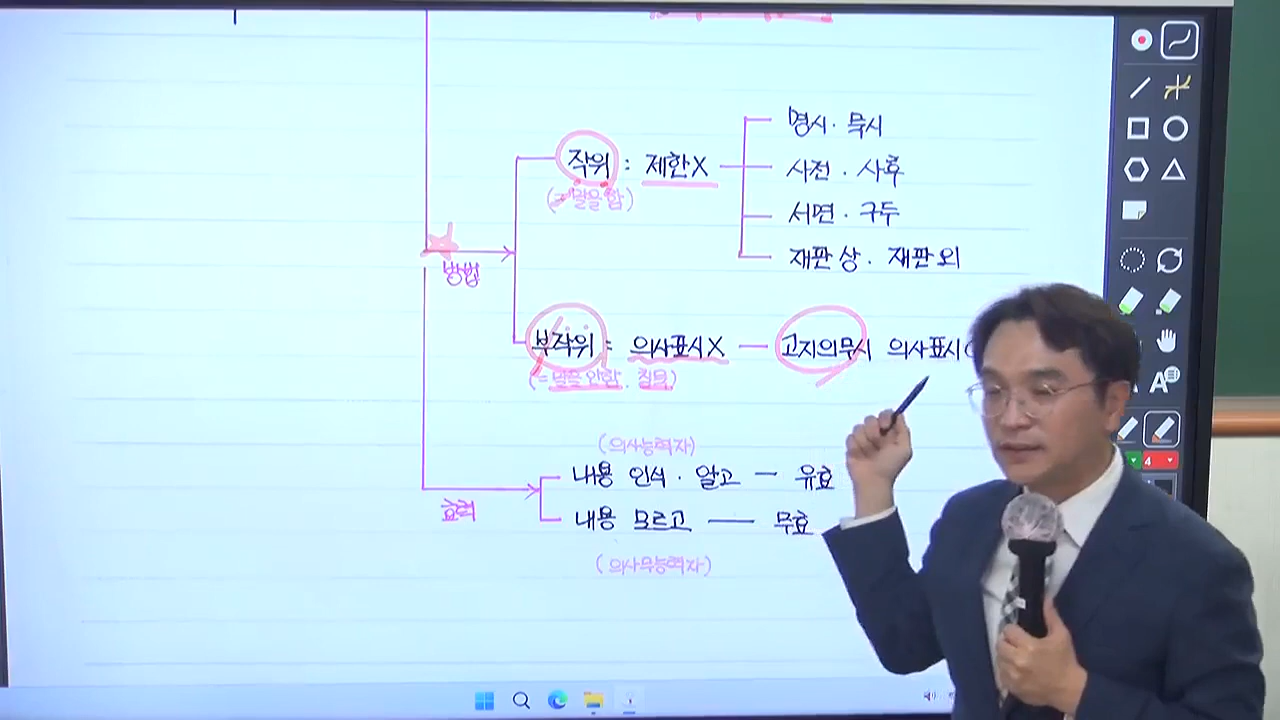 명시 · 묵시
작위 : 제한X
사전 · 사후
(= 말을 함)
서면 · 구두
재판 상 · 재판 외
방법
부작위 : 의사표시X — 고지의무시 의사표시
(= 말을 안함 . 침묵)
(의사능력자)
내용 인식 · 알고 — 유효
효력
내용 모르고 — 무효
(의사무능력자)
A
4